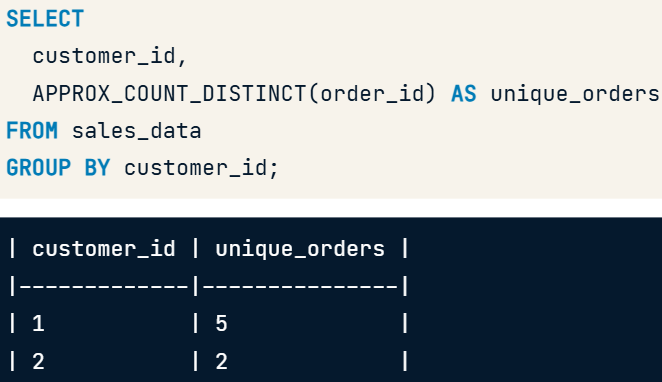 SELECT
  customer_id,
  APPROX_COUNT_DISTINCT(order_id) AS unique_orders
FROM sales_data
GROUP BY customer_id;
| customer_id | unique_orders |
|-------------|---------------|
| 1           | 5             |
| 2           | 2             |